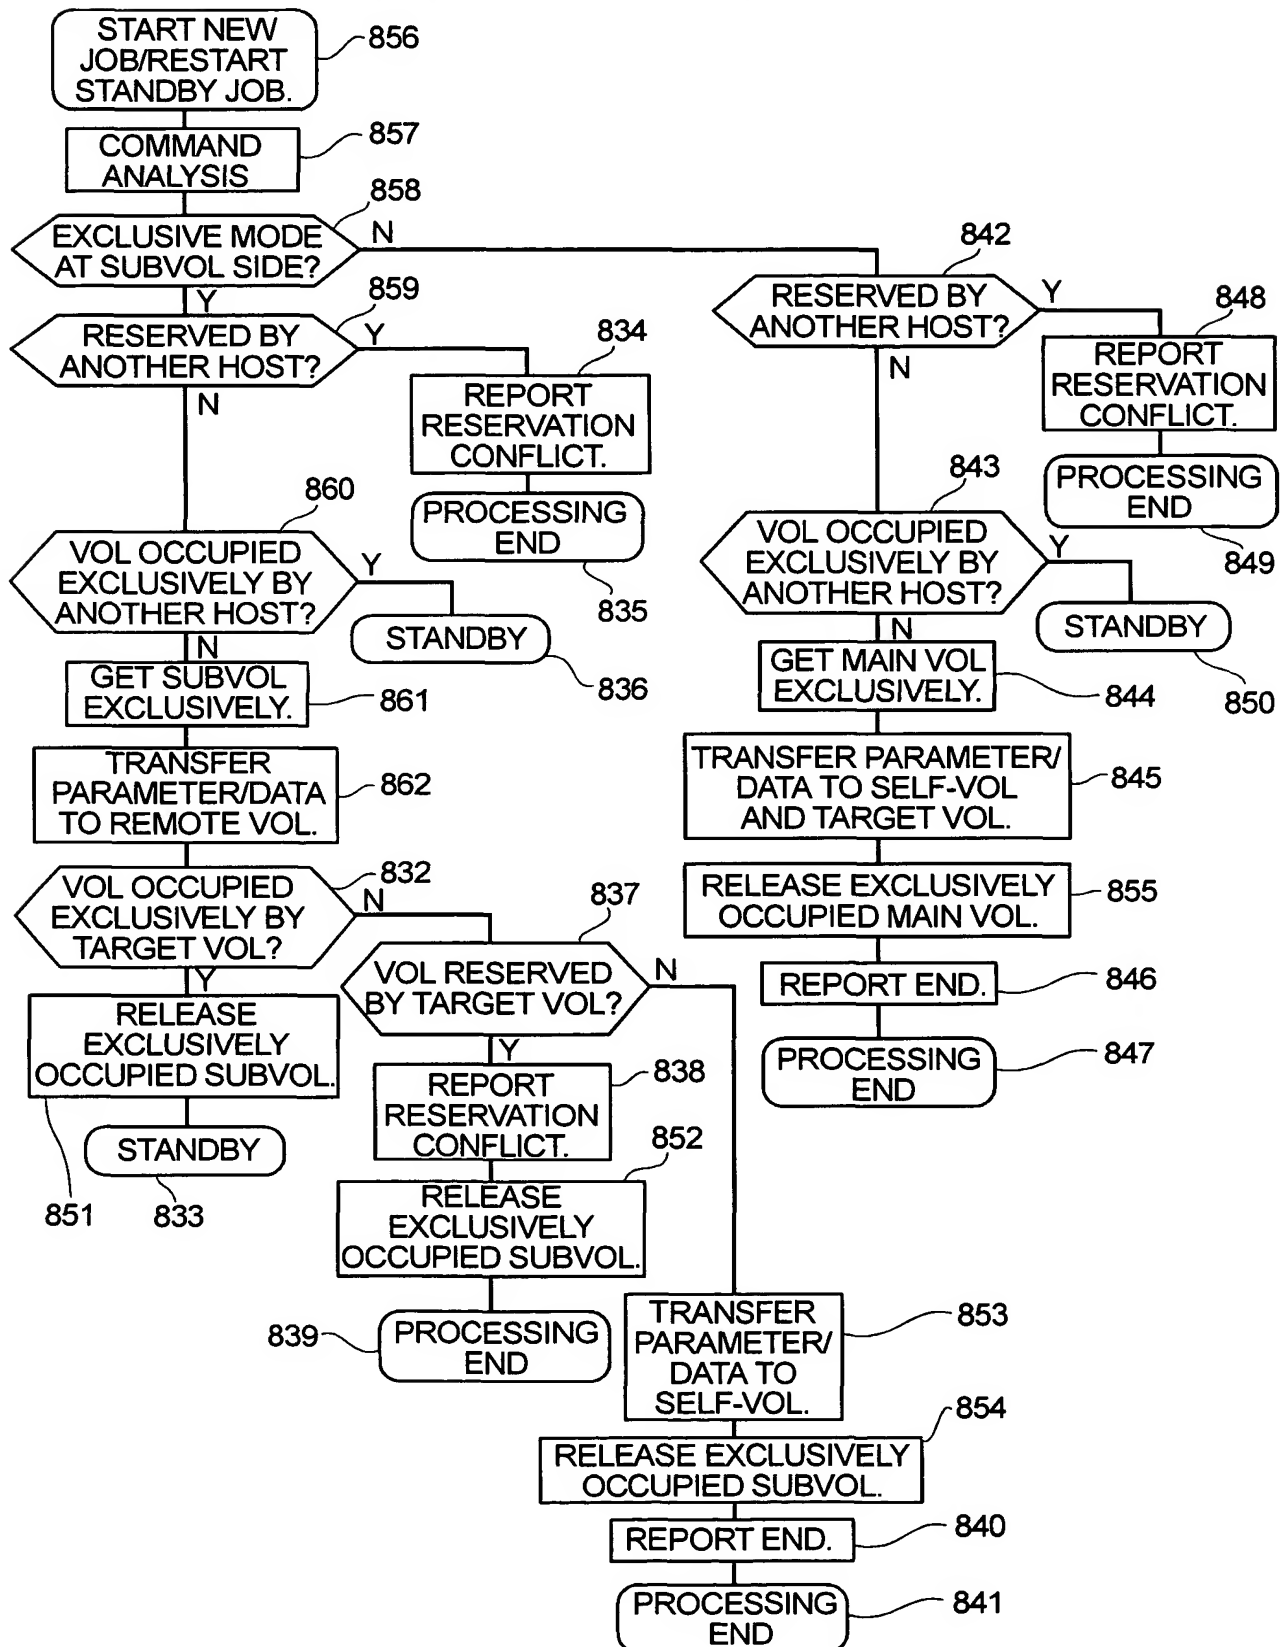 START NEW
JOB/RESTART
STANDBY JOB.
856
COMMAND
ANALYSIS
857
EXCLUSIVE MODE
AT SUBVOL SIDE?
858
N
Y
RESERVED BY
ANOTHER HOST?
859
Y
N
REPORT
RESERVATION
CONFLICT.
834
PROCESSING
END
835
VOL OCCUPIED
EXCLUSIVELY BY
ANOTHER HOST?
860
Y
N
STANDBY
836
GET SUBVOL
EXCLUSIVELY.
861
TRANSFER
PARAMETER/DATA
TO REMOTE VOL.
862
VOL OCCUPIED
EXCLUSIVELY BY
TARGET VOL?
832
N
Y
RELEASE
EXCLUSIVELY
OCCUPIED SUBVOL.
851
STANDBY
833
VOL RESERVED
BY TARGET VOL?
837
N
Y
REPORT
RESERVATION
CONFLICT.
838
RELEASE
EXCLUSIVELY
OCCUPIED SUBVOL.
852
PROCESSING
END
839
TRANSFER
PARAMETER/
DATA TO
SELF-VOL.
853
RELEASE EXCLUSIVELY
OCCUPIED SUBVOL.
854
REPORT END.
840
PROCESSING
END
841
RESERVED BY
ANOTHER HOST?
842
Y
N
REPORT
RESERVATION
CONFLICT.
848
PROCESSING
END
849
VOL OCCUPIED
EXCLUSIVELY BY
ANOTHER HOST?
843
Y
N
STANDBY
850
GET MAIN VOL
EXCLUSIVELY.
844
TRANSFER PARAMETER/
DATA TO SELF-VOL
AND TARGET VOL.
845
RELEASE EXCLUSIVELY
OCCUPIED MAIN VOL.
855
REPORT END.
846
PROCESSING
END
847